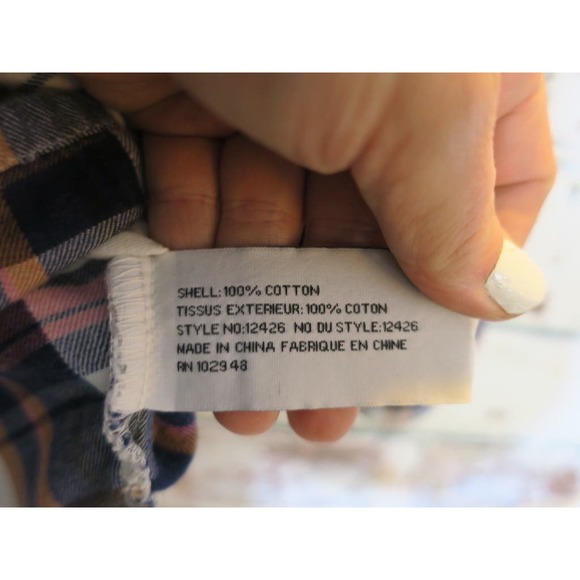 SHELL:100% COTTON
TISSUS EXTERIEUR:100% COTON
STYLE NO:12426 NO DU STYLE:12426
MADE IN CHINA FABRIQUE EN CHINE
RN 102948